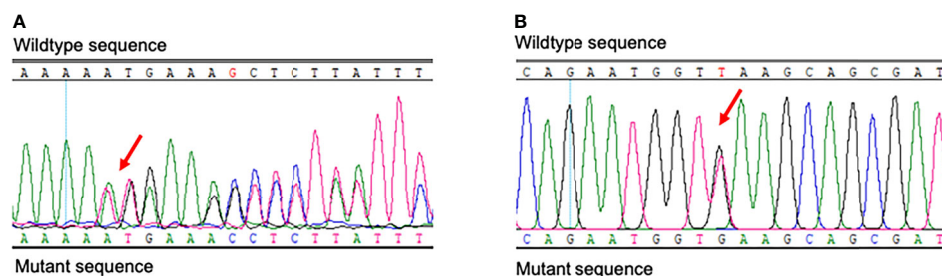 A
Wildtype sequence
A A A A A T G A A A G C T C T T A T T T
A A A A A T G A A A C C T C T T A T T T
Mutant sequence
B
Wildtype sequence
C A G A A T G G T T A A G C A G C G A T
C A G A A T G G T G A A G C A G C G A T
Mutant sequence